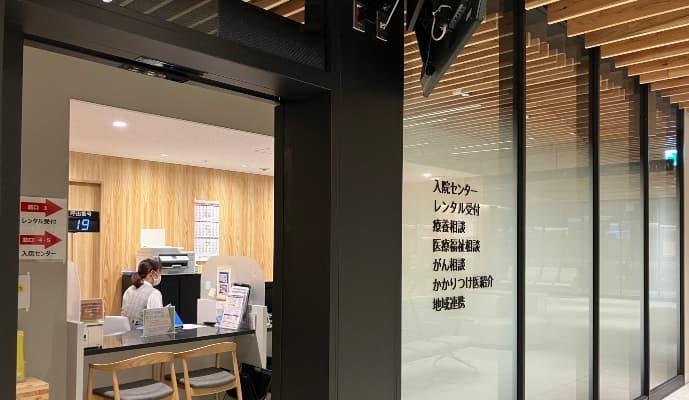 窓口 3
レンタル受付
窓口 4・5
入院センター
呼出番号
19
入院センター
レンタル受付
療養相談
医療福祉相談
がん相談
かかりつけ医紹介
地域連携